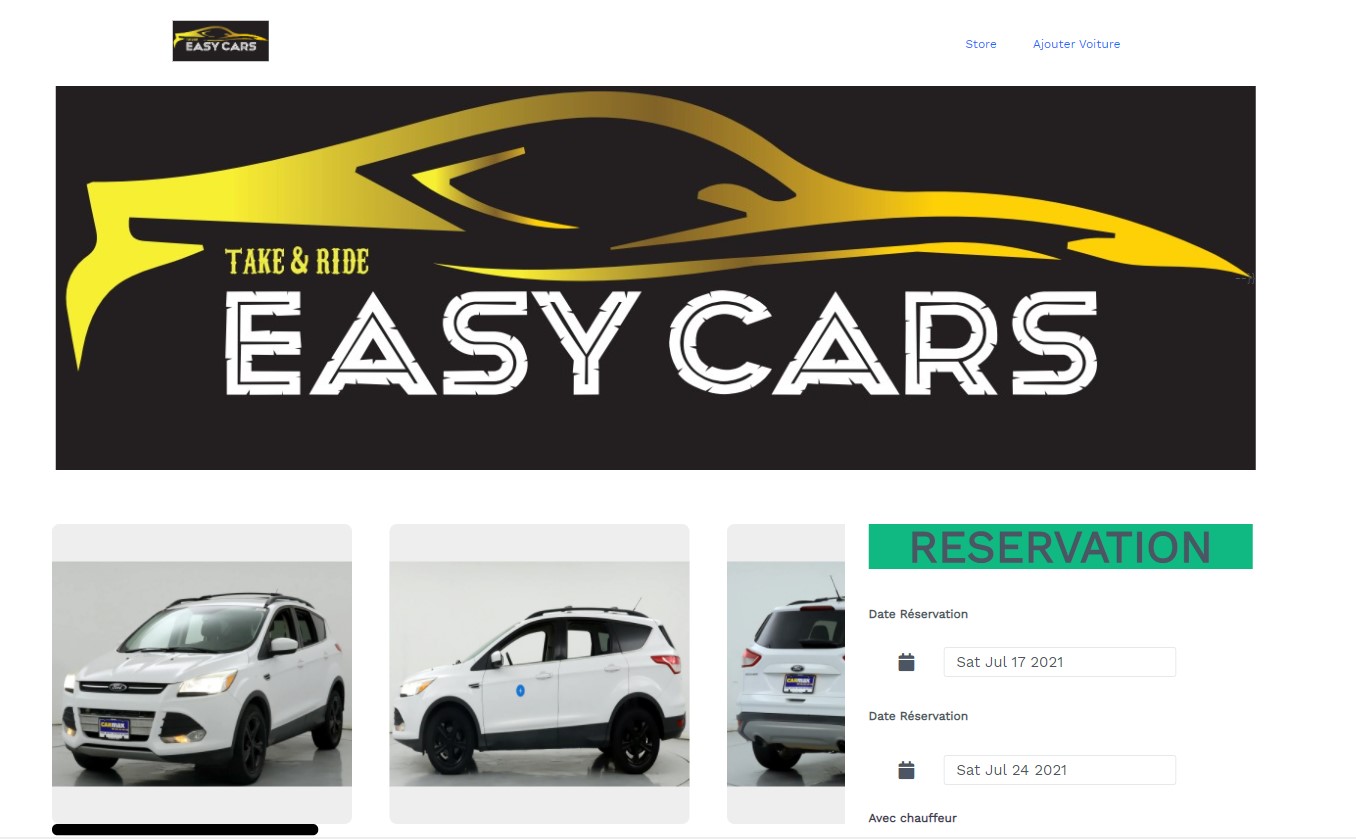 EASY CARS
Store
Ajouter Voiture
TAKE & RIDE
EASY CARS
RESERVATION
Date Réservation
Sat Jul 17 2021
Date Réservation
Sat Jul 24 2021
Avec chauffeur
CARMAX